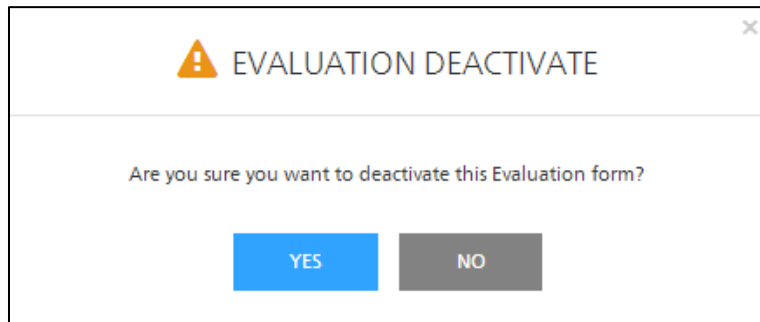 EVALUATION DEACTIVATE
Are you sure you want to deactivate this Evaluation form?
YES
NO